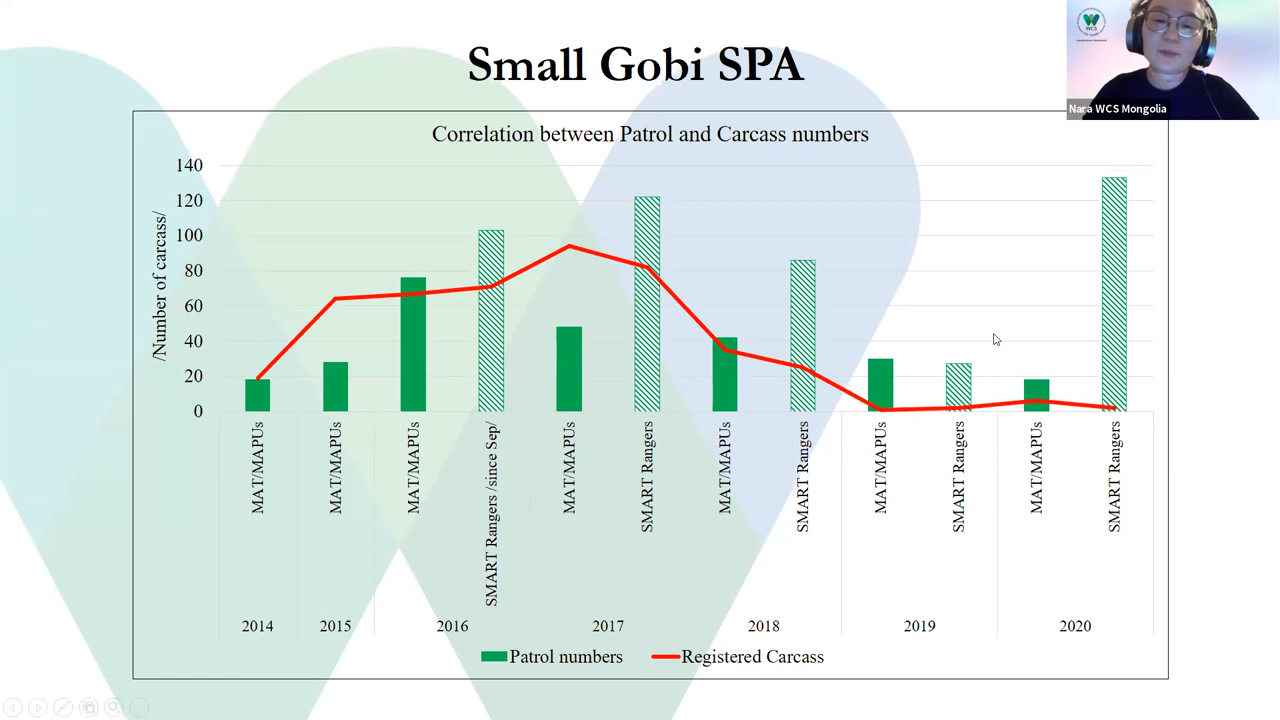 Small Gobi SPA
WCS
Nara WCS Mongolia
Correlation between Patrol and Carcass numbers
/Number of carcass/
140
120
100
80
60
40
20
0
MAT/MAPUs
MAT/MAPUs
MAT/MAPUs
SMART Rangers /since Sep/
MAT/MAPUs
SMART Rangers
MAT/MAPUs
SMART Rangers
MAT/MAPUs
SMART Rangers
MAT/MAPUs
SMART Rangers
2014 2015 2016 2017 2018 2019 2020
Patrol numbers Registered Carcass